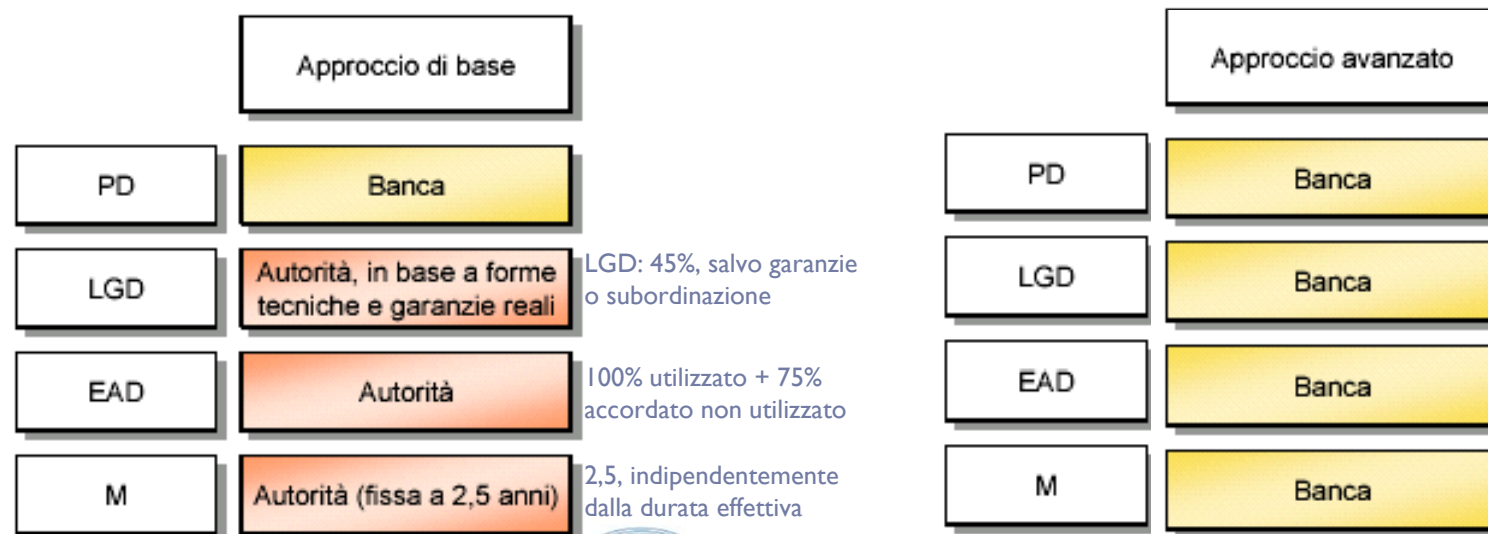 Approccio di base
PD
Banca
LGD
Autorità, in base a forme
tecniche e garanzie reali
LGD: 45%, salvo garanzie
o subordinazione
EAD
Autorità
100% utilizzato + 75%
accordato non utilizzato
M
Autorità (fissa a 2,5 anni)
2,5, indipendentemente
dalla durata effettiva
Approccio avanzato
PD
Banca
LGD
Banca
EAD
Banca
M
Banca